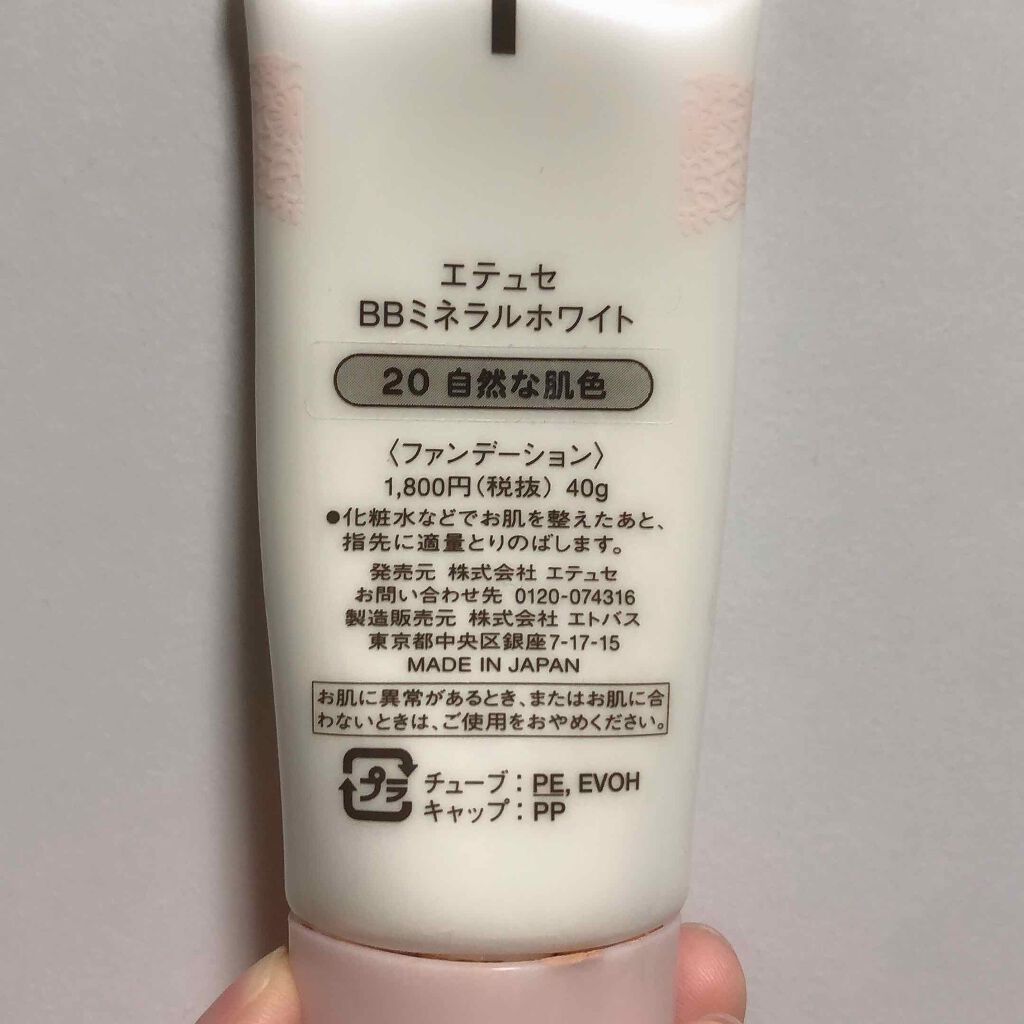 エテュセ
BBミネラルホワイト
20 自然な肌色
〈ファンデーション〉
1,800円(税抜) 40g
●化粧水などでお肌を整えたあと、
指先に適量とりのばします。
発売元 株式会社 エテュセ
お問い合わせ先 0120-074316
製造販売元 株式会社 エトバス
東京都中央区銀座7-17-15
MADE IN JAPAN
お肌に異常があるとき、またはお肌に合
わないときは、ご使用をおやめください。
プラ チューブ : PE, EVOH
キャップ : PP